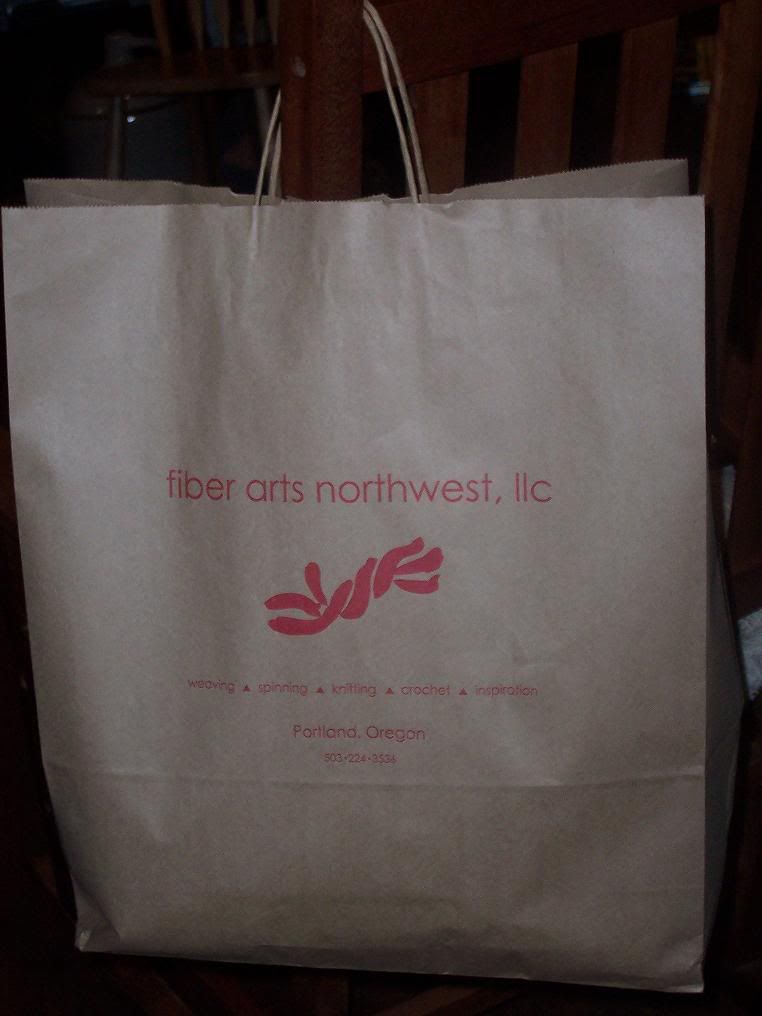 fiber arts northwest, llc
weaving ▲ spinning ▲ knitting ▲ crochet ▲ inspiration
Portland, Oregon
503•224•3536